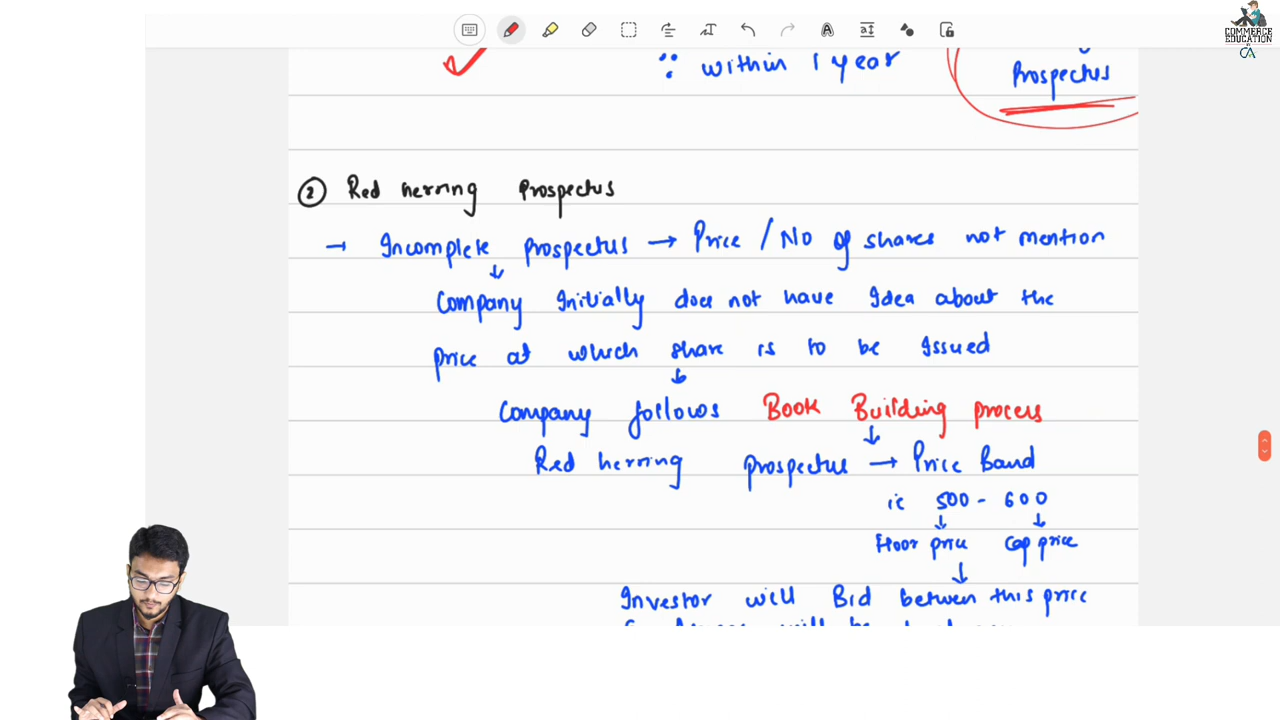 COMMERCE
EDUCATION
CA
∵ within 1 year
Prospectus
② Red herring Prospectus
→ Incomplete prospectus → Price / No of shares not mention
↓
Company Initially does not have Idea about the
price at which share is to be Issued
↓
Company follows Book Building process
↓
Red herring prospectus → Price Band
ie 500 - 600
↓ ↓
Floor price Cap price
↓
Investor will Bid between this price
will be